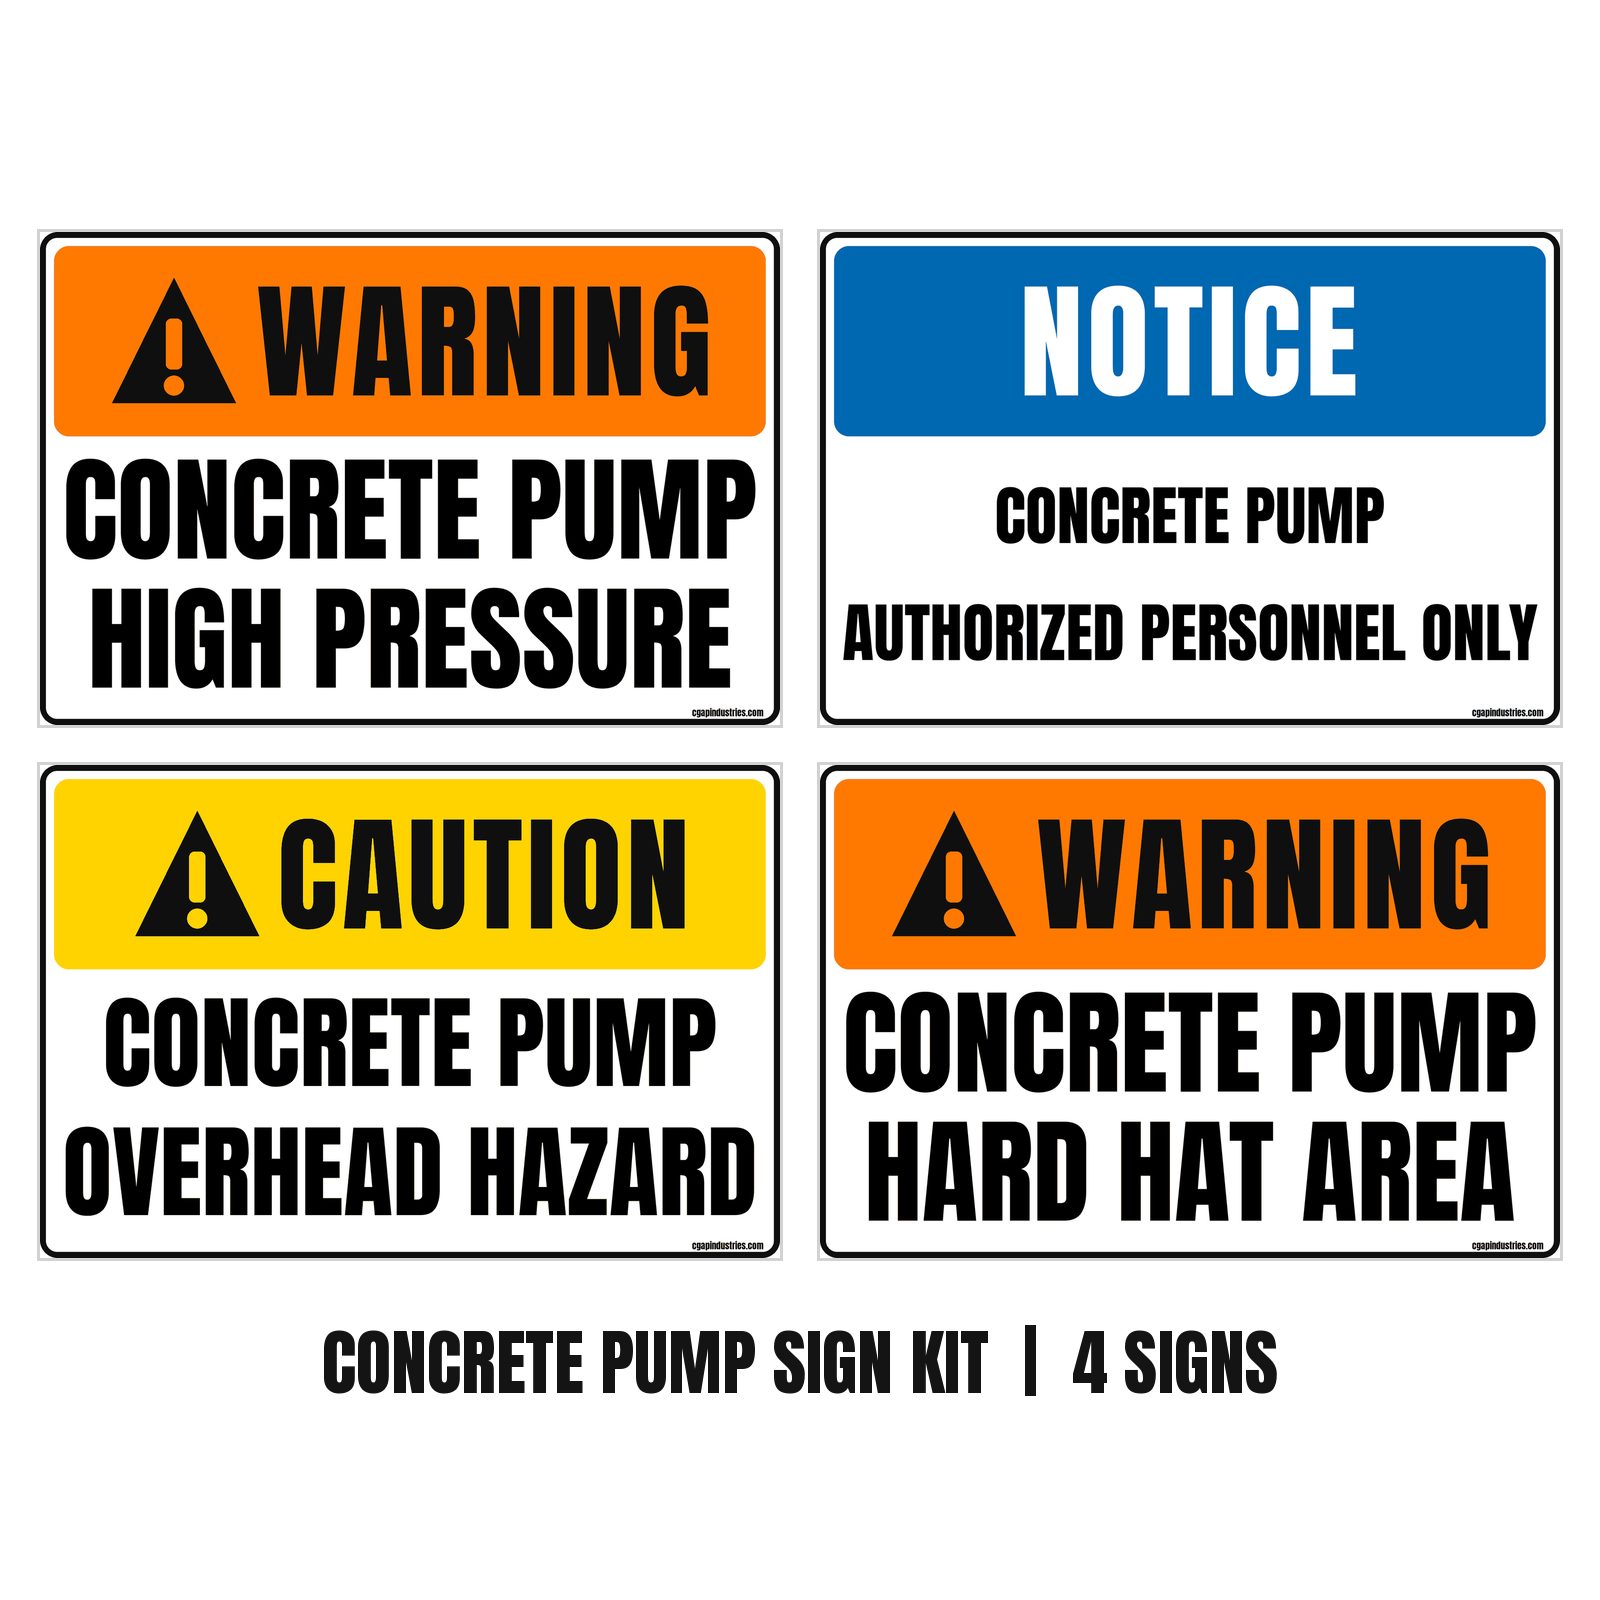 WARNING
CONCRETE PUMP
HIGH PRESSURE
cgapindustries.com
NOTICE
CONCRETE PUMP
AUTHORIZED PERSONNEL ONLY
cgapindustries.com
CAUTION
CONCRETE PUMP
OVERHEAD HAZARD
cgapindustries.com
WARNING
CONCRETE PUMP
HARD HAT AREA
cgapindustries.com
CONCRETE PUMP SIGN KIT | 4 SIGNS